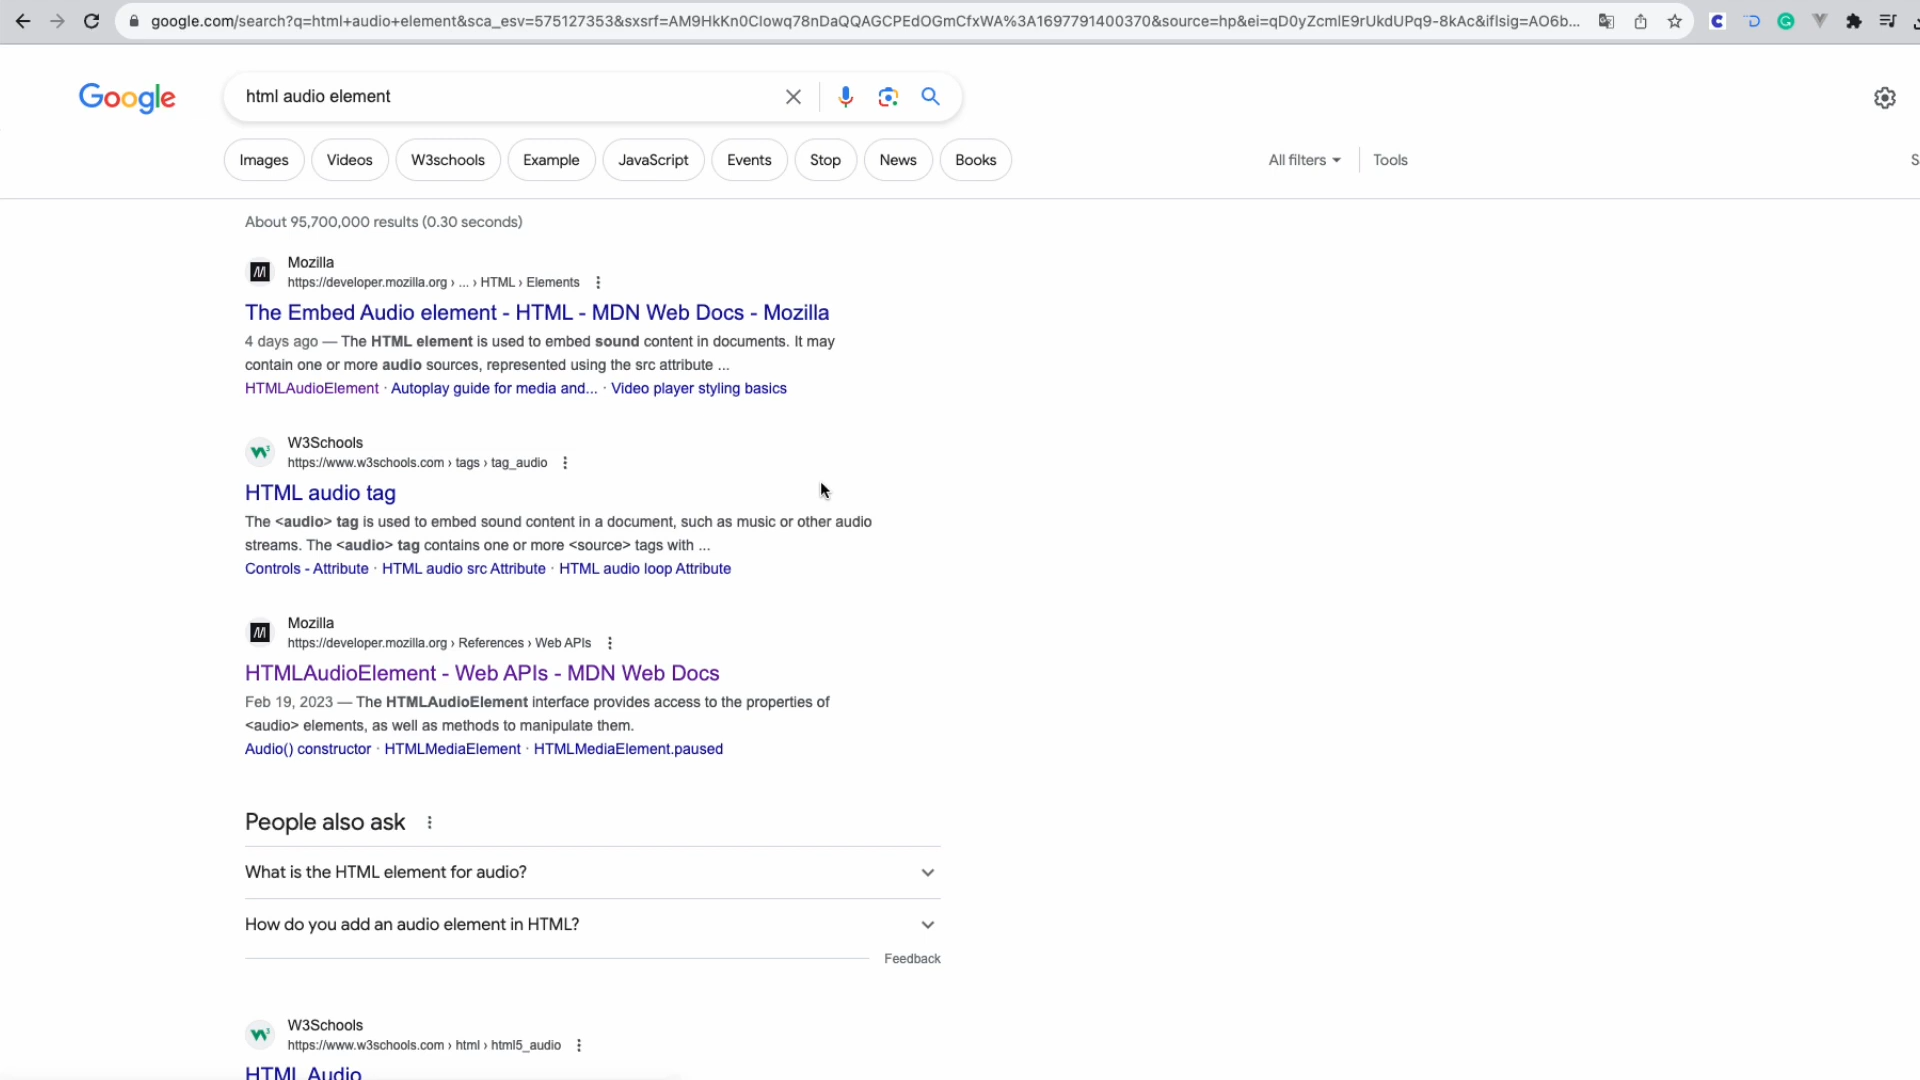 google.com/search?q=html+audio+element&sca_esv=575127353&sxsrf=AM9HkKn0Clowq78nDaQQAGCPEdOGmCfxWA%3A1697791400370&source=hp&ei=qD0yZcmlE9rUkdUPq9-8kAc&iflsig=AO6b...
Google
html audio element
Images
Videos
W3schools
Example
JavaScript
Events
Stop
News
Books
All filters
Tools
S
About 95,700,000 results (0.30 seconds)
Mozilla
https://developer.mozilla.org › ... › HTML › Elements
The Embed Audio element - HTML - MDN Web Docs - Mozilla
4 days ago — The HTML element is used to embed sound content in documents. It may
contain one or more audio sources, represented using the src attribute ...
HTMLAudioElement · Autoplay guide for media and... · Video player styling basics
W3Schools
https://www.w3schools.com › tags › tag_audio
HTML audio tag
The <audio> tag is used to embed sound content in a document, such as music or other audio
streams. The <audio> tag contains one or more <source> tags with ...
Controls - Attribute · HTML audio src Attribute · HTML audio loop Attribute
Mozilla
https://developer.mozilla.org › References › Web APIs
HTMLAudioElement - Web APIs - MDN Web Docs
Feb 19, 2023 — The HTMLAudioElement interface provides access to the properties of
<audio> elements, as well as methods to manipulate them.
Audio() constructor · HTMLMediaElement · HTMLMediaElement.paused
People also ask
What is the HTML element for audio?
How do you add an audio element in HTML?
Feedback
W3Schools
https://www.w3schools.com › html › html5_audio
HTML Audio